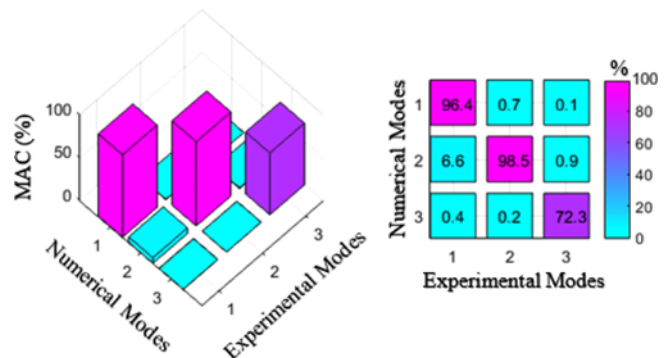 MAC (%)
100
50
0
1
2
3
Numerical Modes
1
2
3
Experimental Modes
%
100
80
60
40
20
0
Numerical Modes
1
2
3
96.4 0.7 0.1
6.6 98.5 0.9
0.4 0.2 72.3
1 2 3
Experimental Modes